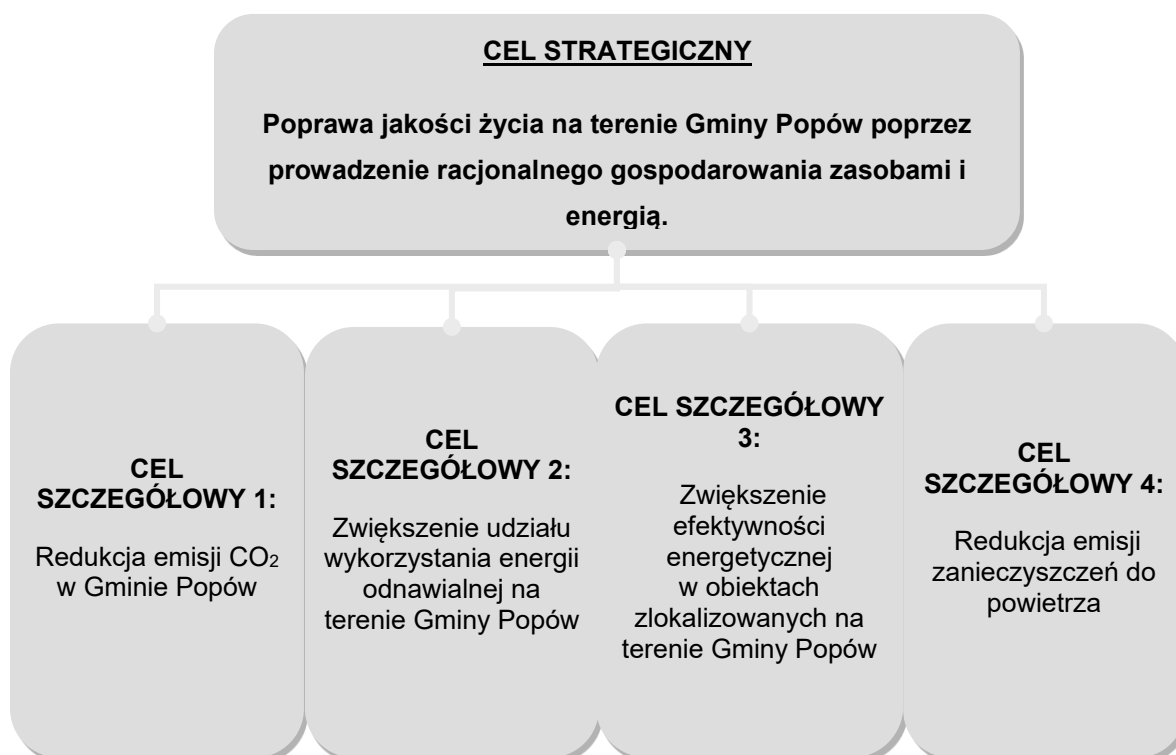 CEL STRATEGICZNY
Poprawa jakości życia na terenie Gminy Popów poprzez
prowadzenie racjonalnego gospodarowania zasobami i
energią.
CEL
SZCZEGÓŁOWY 1:
Redukcja emisji CO₂
w Gminie Popów
CEL
SZCZEGÓŁOWY 2:
Zwiększenie udziału
wykorzystania energii
odnawialnej na
terenie Gminy Popów
CEL SZCZEGÓŁOWY
3:
Zwiększenie
efektywności
energetycznej
w obiektach
zlokalizowanych na
terenie Gminy Popów
CEL
SZCZEGÓŁOWY 4:
Redukcja emisji
zanieczyszczeń do
powietrza